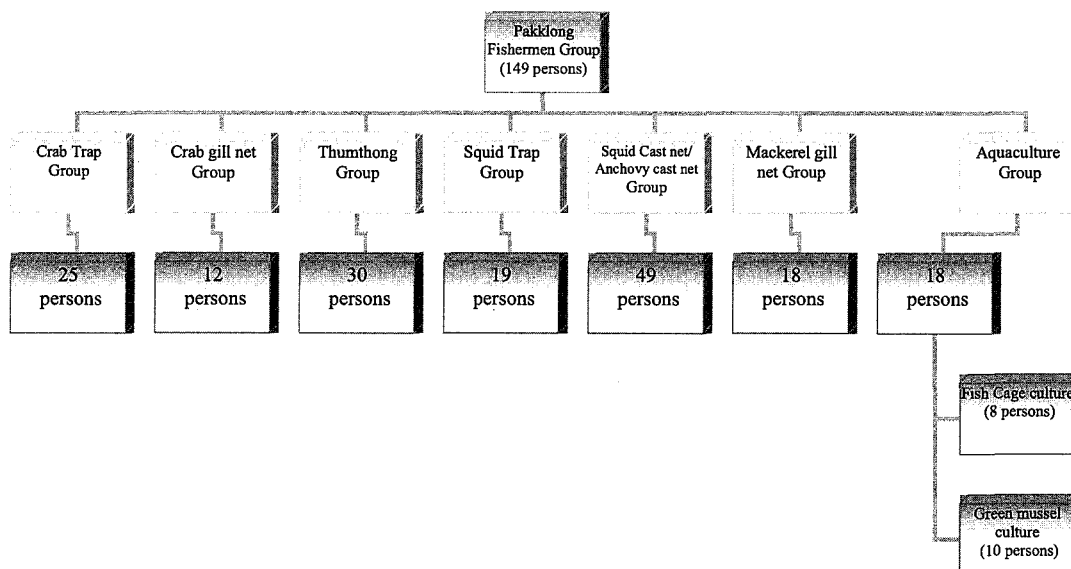 Pakklong
Fishermen Group
(149 persons)
Crab Trap
Group
Crab gill net
Group
Thumthong
Group
Squid Trap
Group
Squid Cast net/
Anchovy cast net
Group
Mackerel gill
net Group
Aquaculture
Group
25
persons
12
persons
30
persons
19
persons
49
persons
18
persons
18
persons
Fish Cage culture
(8 persons)
Green mussel
culture
(10 persons)